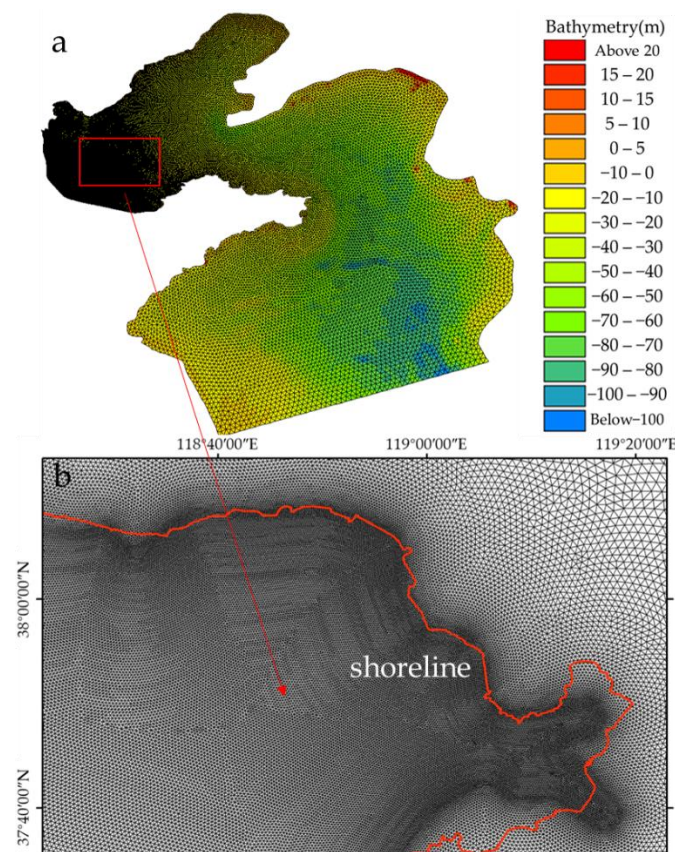 a
Bathymetry(m)
Above 20
15 – 20
10 – 15
5 – 10
0 – 5
−10 – 0
−20 – −10
−30 – −20
−40 – −30
−50 – −40
−60 – −50
−70 – −60
−80 – −70
−90 – −80
−100 – −90
Below−100
118°40′00″E
119°00′00″E
119°20′00″E
b
38°00′00″N
shoreline
37°40′00″N